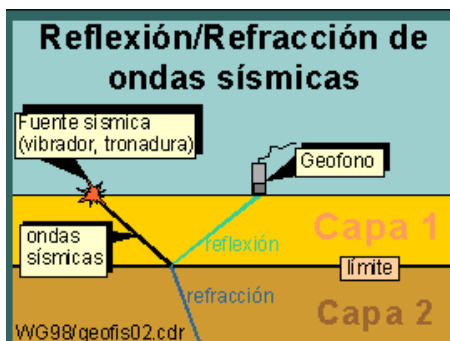 Reflexión/Refracción de
ondas sísmicas
Fuente sismica
(vibrador, tronadura)
Geofono
Capa 1
ondas
sísmicas
reflexión
límite
refracción
Capa 2
WG98/geofis02.cdr